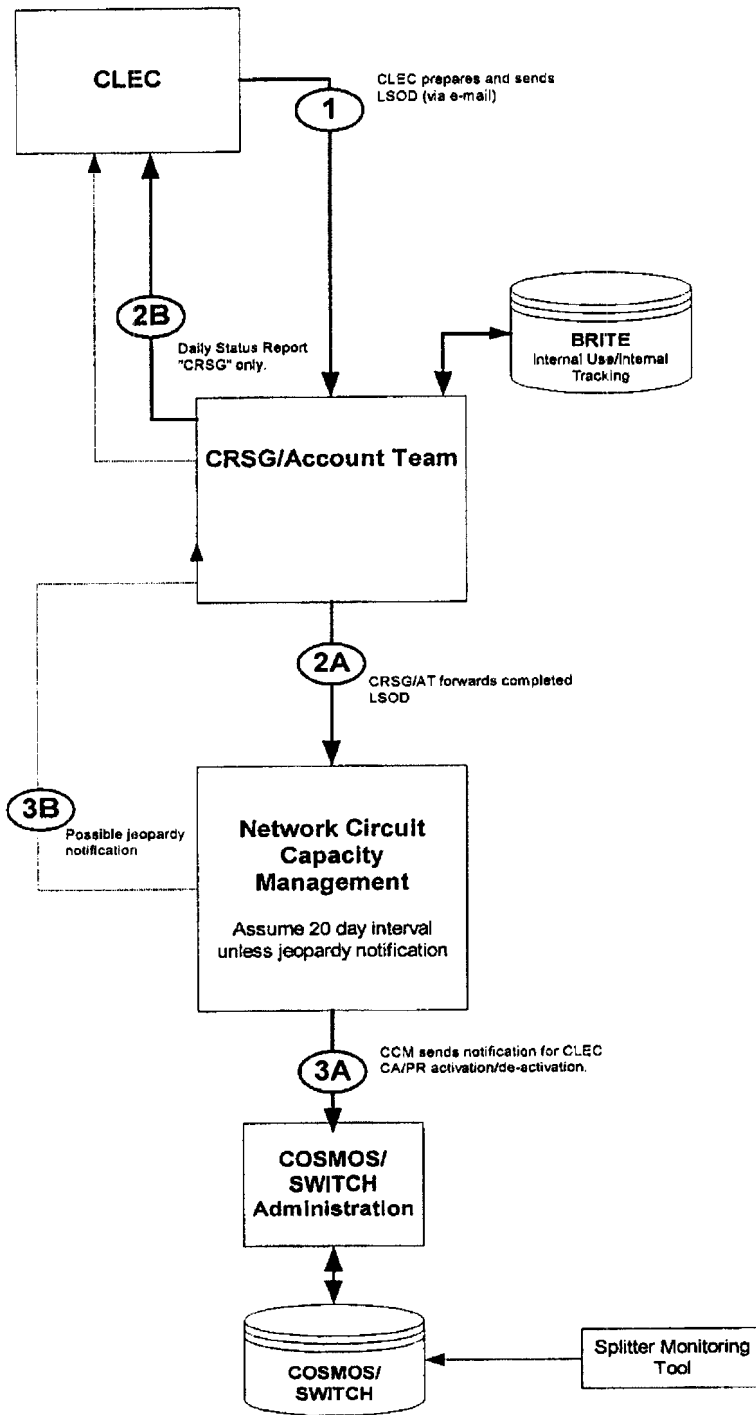 CLEC
1
CLEC prepares and sends
LSOD (via e-mail)
2B
Daily Status Report
"CRSG" only.
BRITE
Internal Use/Internal
Tracking
CRSG/Account Team
2A
CRSG/AT forwards completed
LSOD
3B
Possible jeopardy
notification
Network Circuit
Capacity
Management
Assume 20 day interval
unless jeopardy notification
3A
CCM sends notification for CLEC
CA/PR activation/de-activation.
COSMOS/
SWITCH
Administration
COSMOS/
SWITCH
Splitter Monitoring
Tool